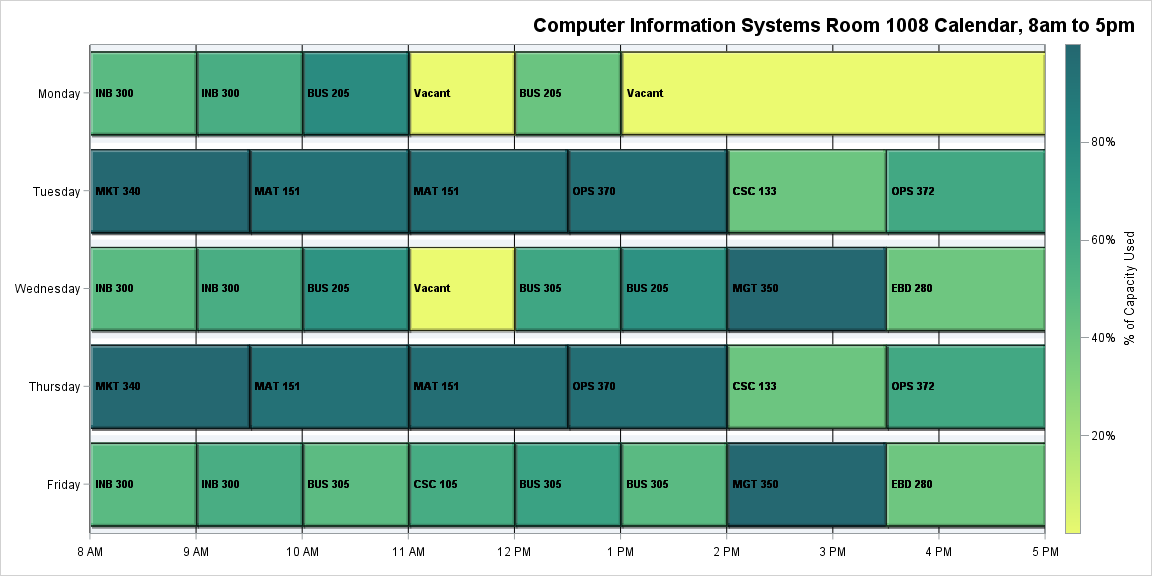 Computer Information Systems Room 1008 Calendar, 8am to 5pm
Monday
INB 300
INB 300
BUS 205
Vacant
BUS 205
Vacant
Tuesday
MKT 340
MAT 151
MAT 151
OPS 370
CSC 133
OPS 372
Wednesday
INB 300
INB 300
BUS 205
Vacant
BUS 305
BUS 205
MGT 350
EBD 280
Thursday
MKT 340
MAT 151
MAT 151
OPS 370
CSC 133
OPS 372
Friday
INB 300
INB 300
BUS 305
CSC 105
BUS 305
BUS 305
MGT 350
EBD 280
8 AM
9 AM
10 AM
11 AM
12 PM
1 PM
2 PM
3 PM
4 PM
5 PM
80%
60%
40%
20%
% of Capacity Used